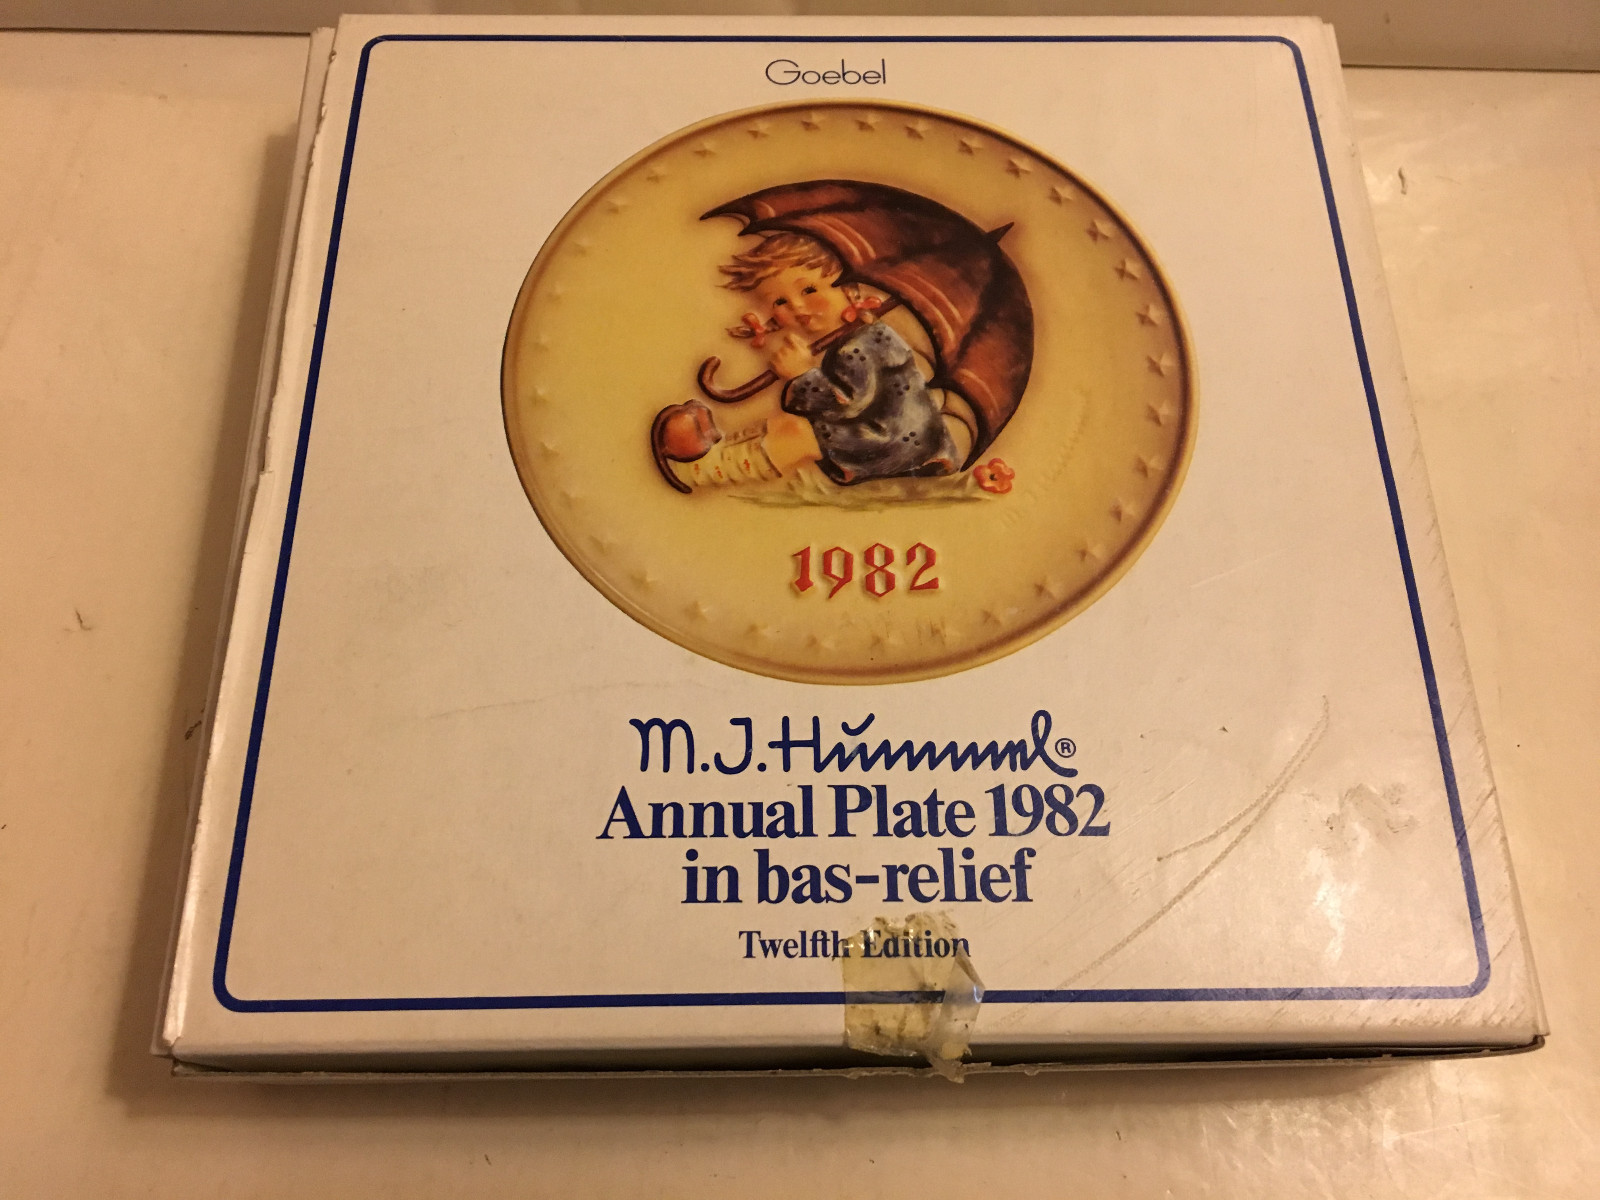 Goebel
1982
M.J.Hummel®
Annual Plate 1982
in bas-relief
Twelfth Edition